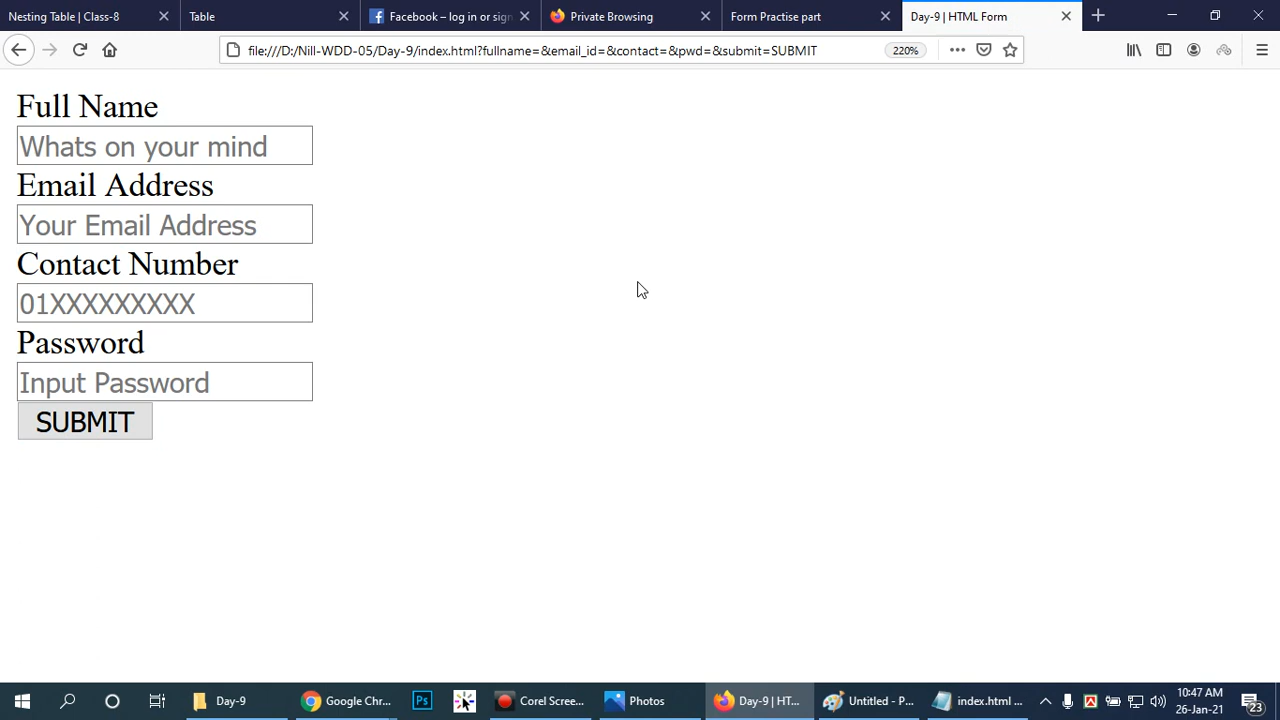 Nesting Table | Class-8
Table
Facebook – log in or sign
Private Browsing
Form Practise part
Day-9 | HTML Form
file:///D:/Nill-WDD-05/Day-9/index.html?fullname=&email_id=&contact=&pwd=&submit=SUBMIT
220%
Full Name
Whats on your mind
Email Address
Your Email Address
Contact Number
01XXXXXXXXX
Password
Input Password
SUBMIT
Day-9
Google Chr...
Ps
Corel Scree...
Photos
Day-9 | HT...
Untitled - P...
index.html ...
10:47 AM
26-Jan-21
23